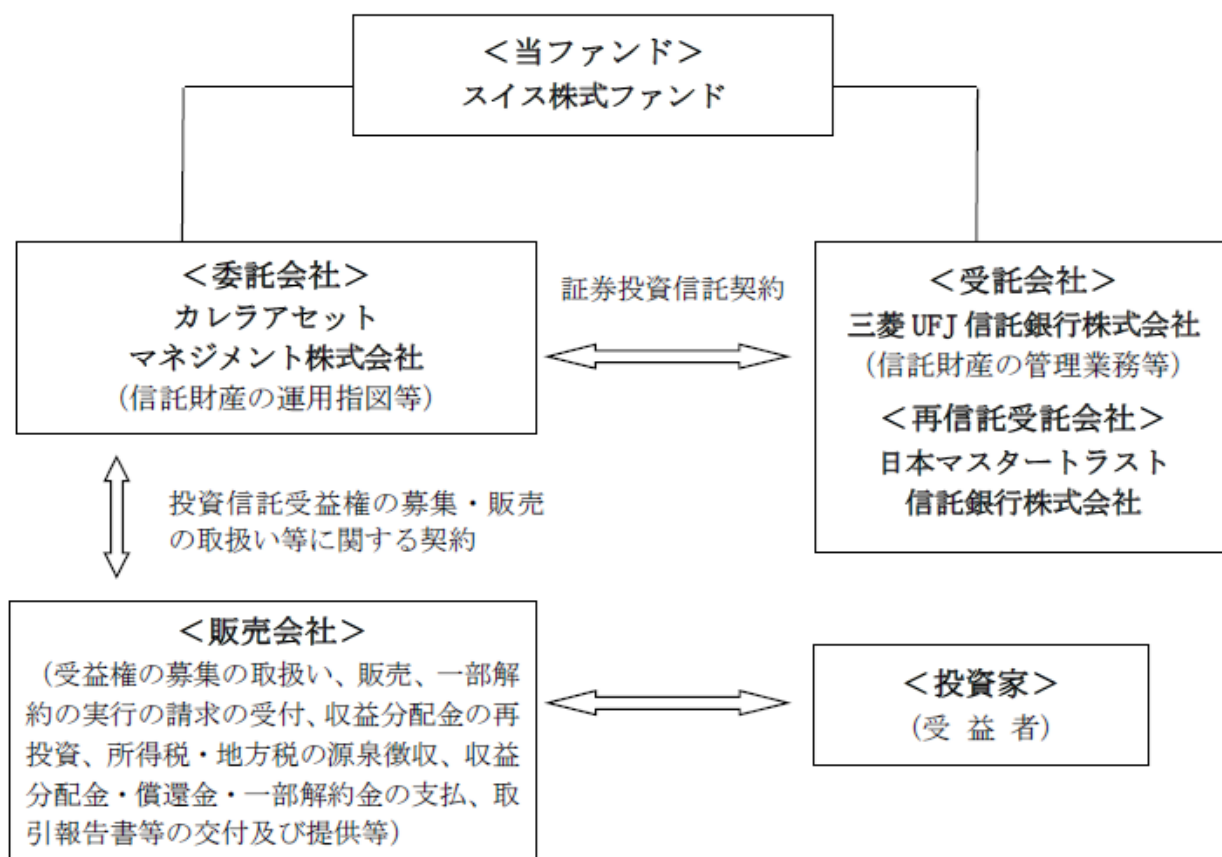 ＜当ファンド＞
スイス株式ファンド
＜委託会社＞
カレラアセット
マネジメント株式会社
（信託財産の運用指図等）
証券投資信託契約
＜受託会社＞
三菱 UFJ 信託銀行株式会社
（信託財産の管理業務等）
＜再信託受託会社＞
日本マスタートラスト
信託銀行株式会社
投資信託受益権の募集・販売
の取扱い等に関する契約
＜販売会社＞
（受益権の募集の取扱い、販売、一部解
約の実行の請求の受付、収益分配金の再
投資、所得税・地方税の源泉徴収、収益
分配金・償還金・一部解約金の支払、取
引報告書等の交付及び提供等）
＜投資家＞
（受 益 者）